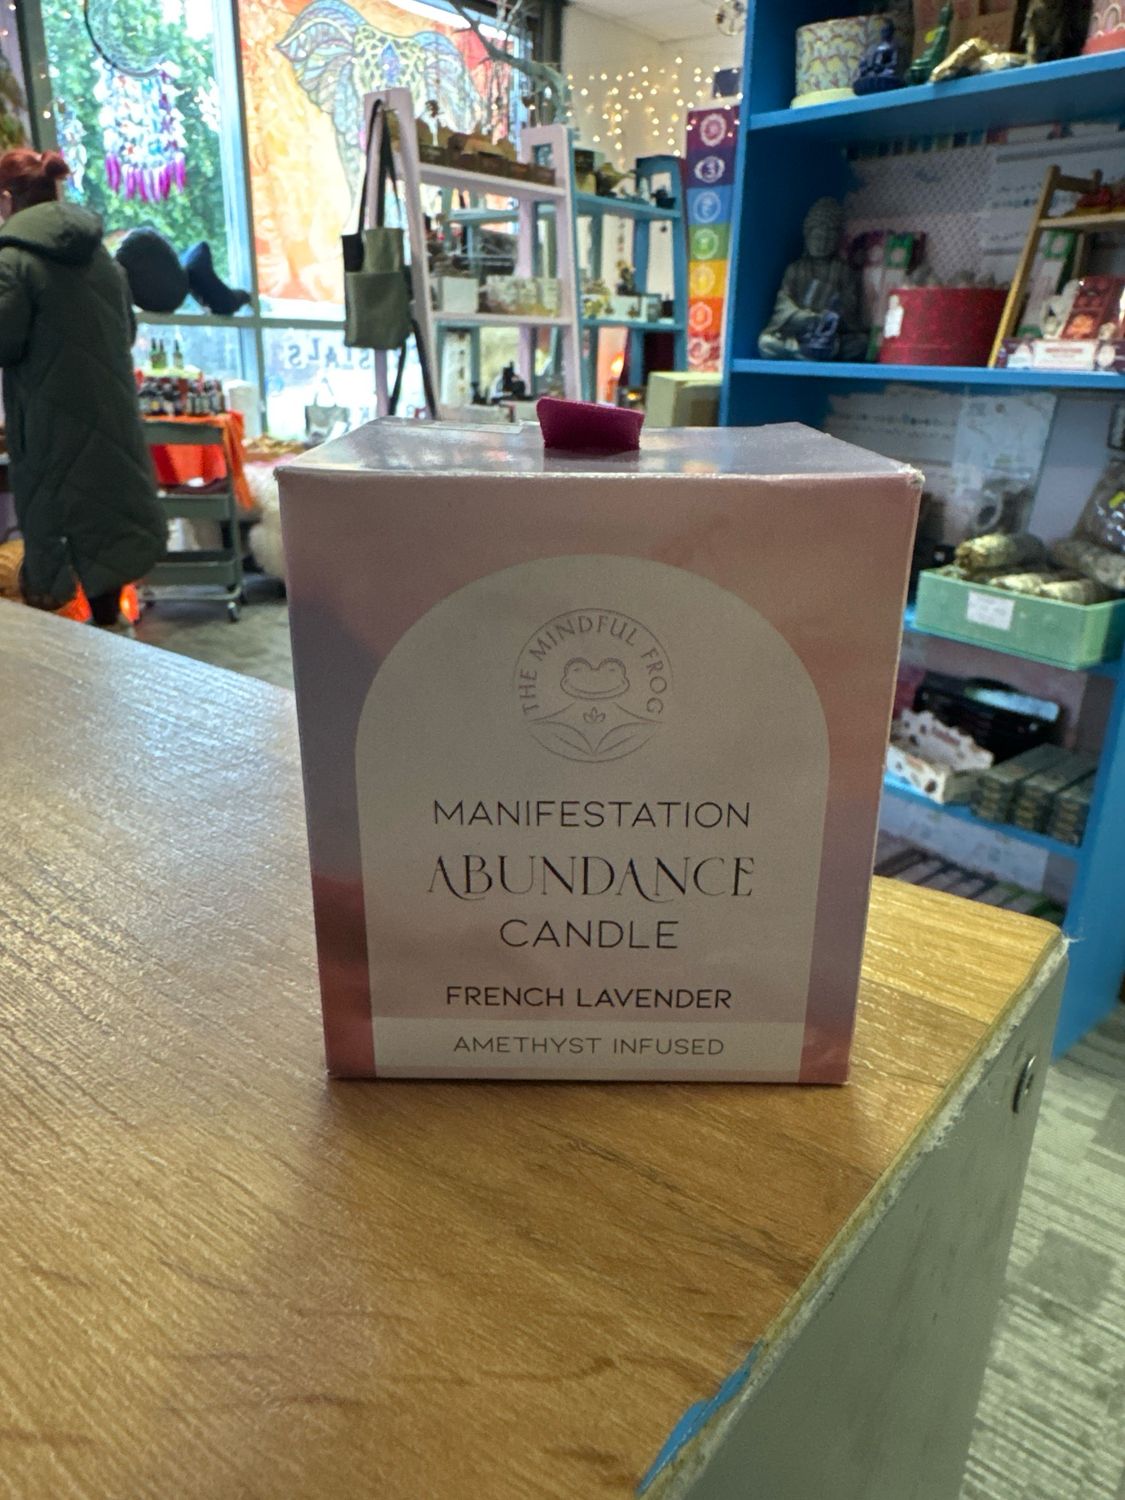 THE MINDFUL FROG
MANIFESTATION
ABUNDANCE
CANDLE
FRENCH LAVENDER
AMETHYST INFUSED